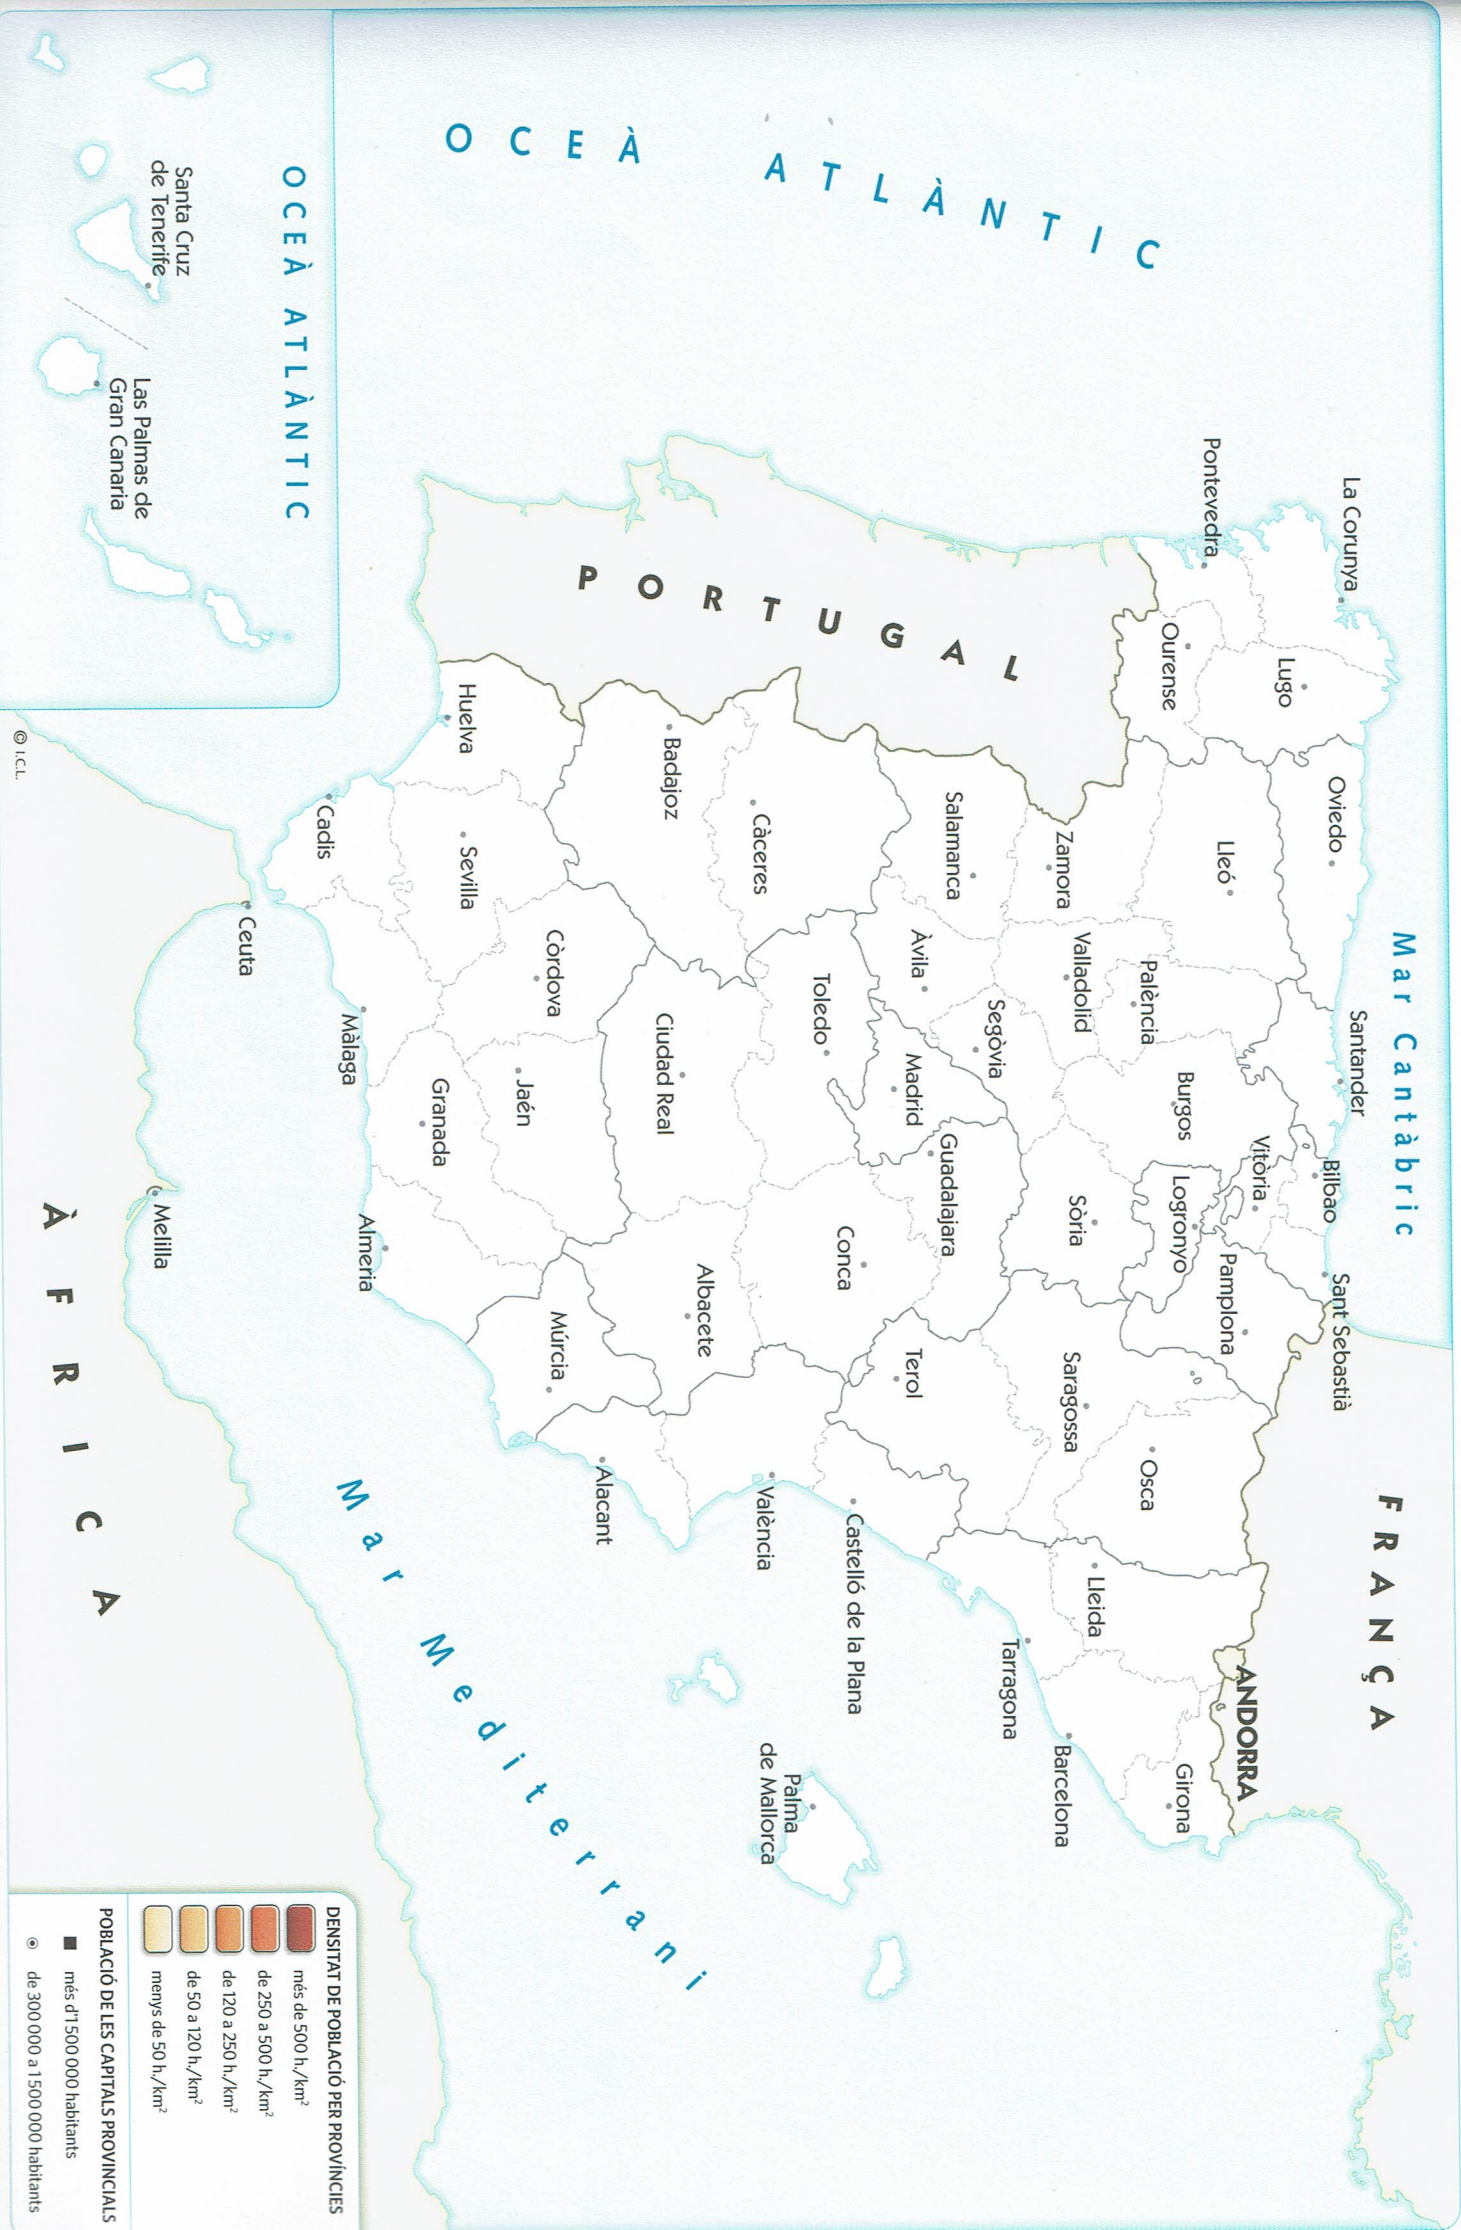 Mar Cantàbric
FRANÇA
OCEÀ ATLÀNTIC
La Corunya
Oviedo
Santander
Bilbao
Sant Sebastià
Lugo
Vitòria
Pamplona
ANDORRA
Pontevedra
Ourense
Lleó
Burgos
Logronyo
Girona
Palència
Osca
Zamora
Valladolid
Sòria
Saragossa
Lleida
Barcelona
Tarragona
PORTUGAL
Salamanca
Segòvia
Guadalajara
Àvila
Madrid
Terol
Toledo
Conca
Castelló de la Plana
Càceres
València
Palma
de Mallorca
Badajoz
Ciudad Real
Albacete
Alacant
Córdova
Jaén
Múrcia
Huelva
Sevilla
Granada
Mar Mediterrani
Cadis
Màlaga
Almeria
Ceuta
Melilla
ÀFRICA
OCEÀ ATLÀNTIC
Santa Cruz
de Tenerife
Las Palmas de
Gran Canaria
© I.C.L.
DENSITAT DE POBLACIÓ PER PROVÍNCIES
més de 500 h./km²
de 250 a 500 h./km²
de 120 a 250 h./km²
de 50 a 120 h./km²
menys de 50 h./km²
POBLACIÓ DE LES CAPITALS PROVINCIALS
més d'1 500 000 habitants
de 300 000 a 1 500 000 habitants